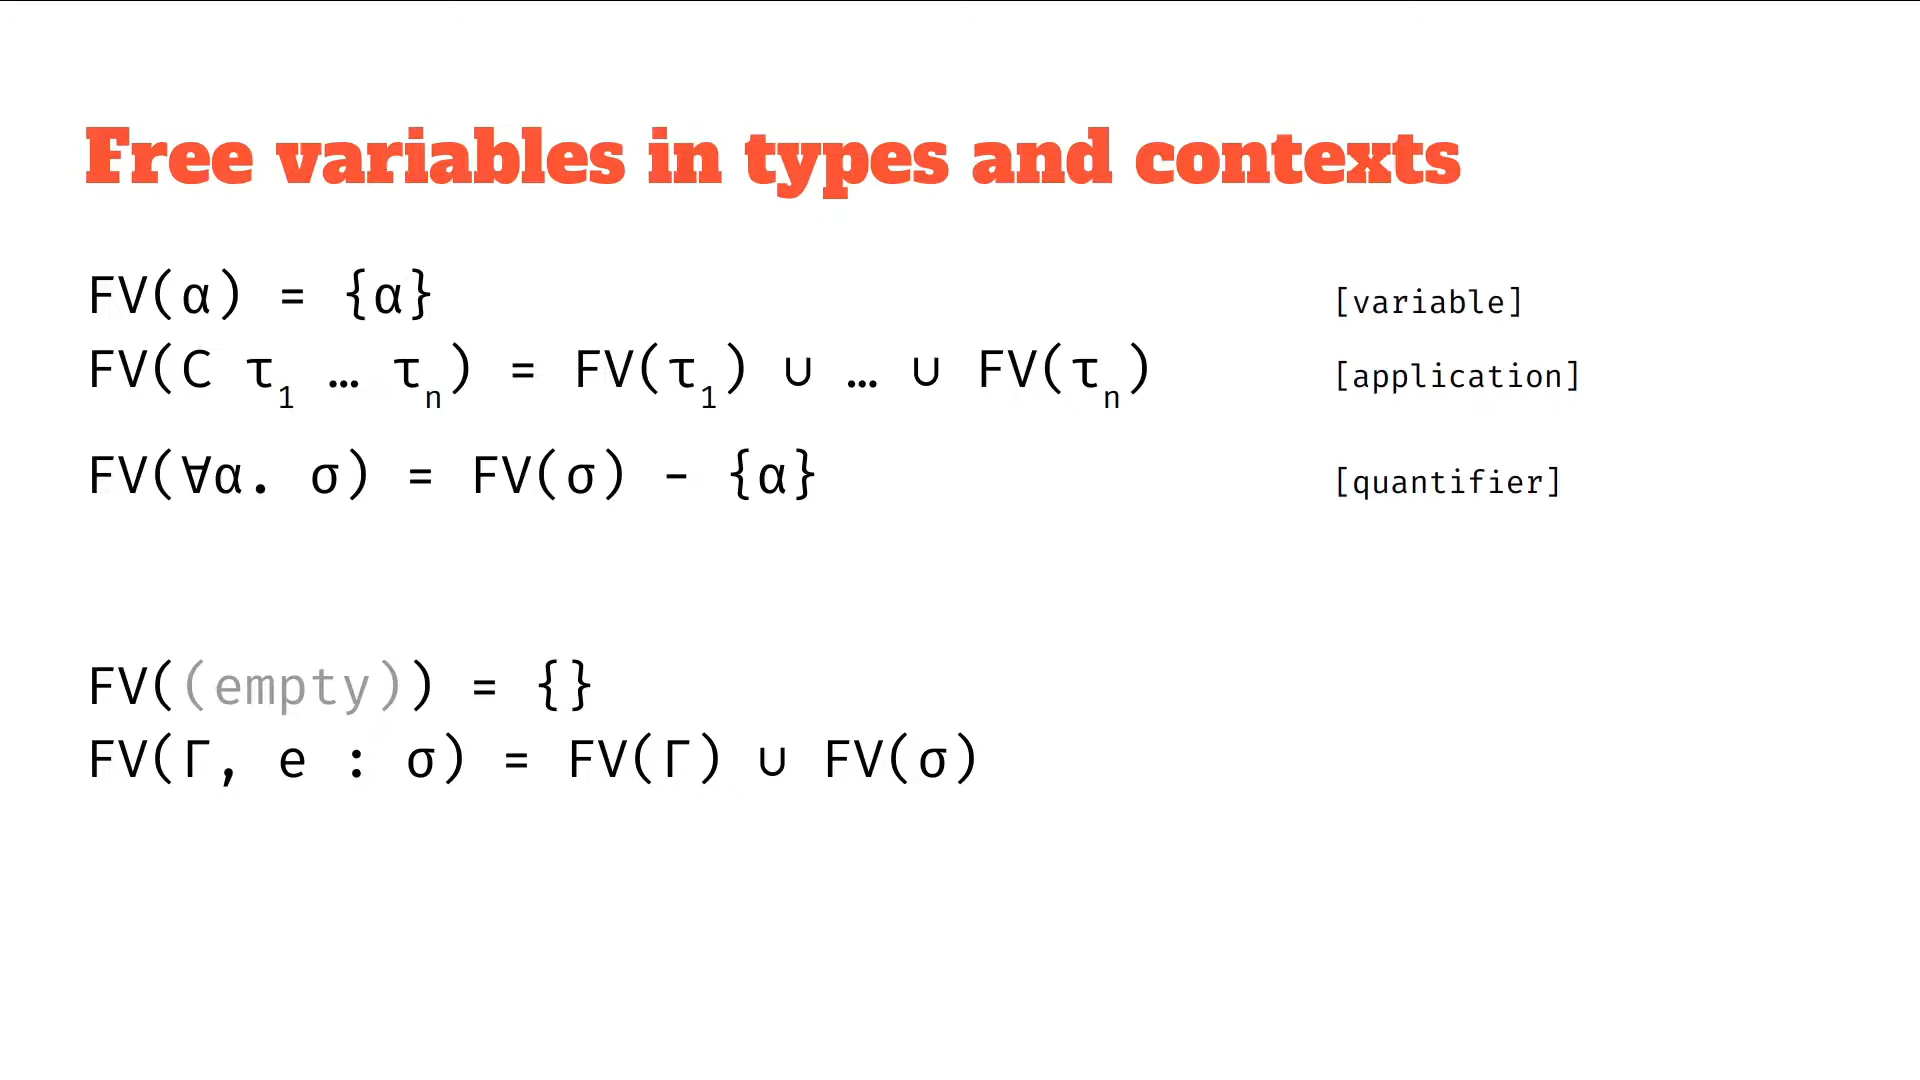 Free variables in types and contexts
FV(α) = {α} [variable]
FV(C τ₁ … τₙ) = FV(τ₁) ∪ … ∪ FV(τₙ) [application]
FV(∀α. σ) = FV(σ) - {α} [quantifier]
FV((empty)) = {}
FV(Γ, e : σ) = FV(Γ) ∪ FV(σ)